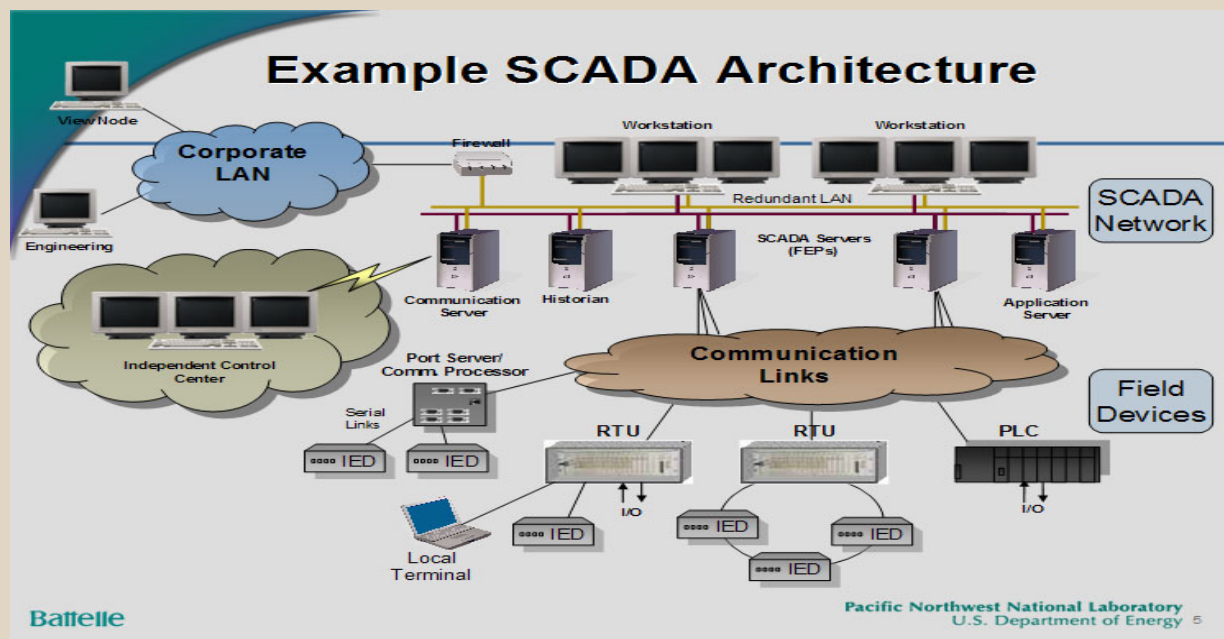 Example SCADA Architecture
View Node
Corporate
LAN
Engineering
Firewall
Workstation
Workstation
Redundant LAN
SCADA
Network
SCADA Servers
(FEPs)
Communication
Server
Historian
Application
Server
Independent Control
Center
Communication
Links
Port Server/
Comm. Processor
Serial
Links
IED
IED
Field
Devices
RTU
RTU
PLC
I/O
I/O
IED
IED
IED
IED
Local
Terminal
Battelle
Pacific Northwest National Laboratory
U.S. Department of Energy 5